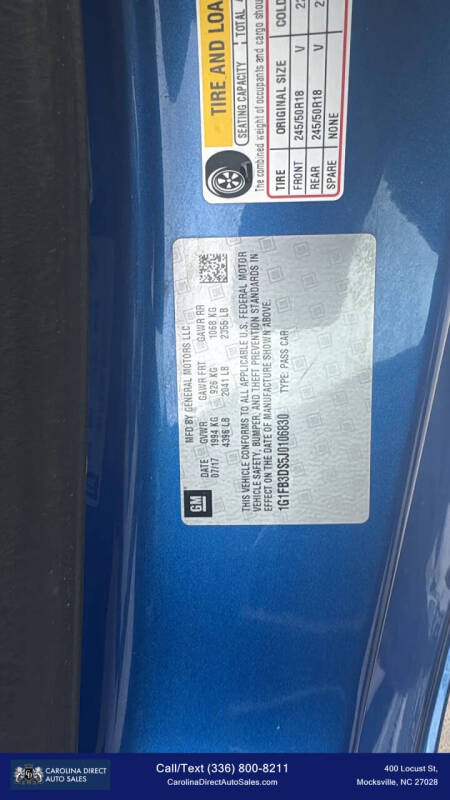 TIRE AND LOA
SEATING CAPACITY TOTAL
The combined weight of occupants and cargo shou
TIRE ORIGINAL SIZE COLD
FRONT 245/50R18 V
REAR 245/50R18 V
SPARE NONE
MFD BY GENERAL MOTORS LLC
DATE GVWR GAWR FRT GAWR RR
07/17 1994 KG 926 KG 1068 KG
4396 LB 2041 LB 2355 LB
GM
THIS VEHICLE CONFORMS TO ALL APPLICABLE U.S. FEDERAL MOTOR
VEHICLE SAFETY, BUMPER, AND THEFT PREVENTION STANDARDS IN
EFFECT ON THE DATE OF MANUFACTURE SHOWN ABOVE.
1G1FB3DS5J0106830 TYPE: PASS CAR
CAROLINA DIRECT
AUTO SALES
Call/Text (336) 800-8211
CarolinaDirectAutoSales.com
400 Locust St,
Mocksville, NC 27028